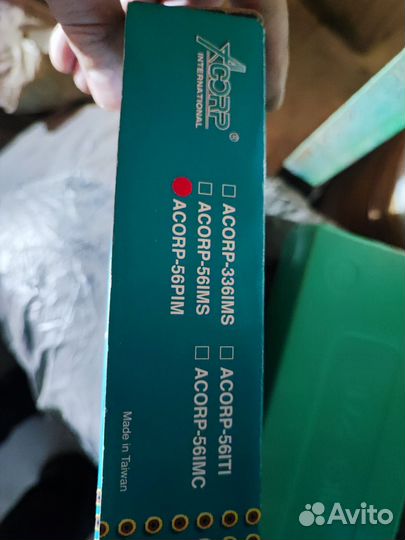 ACORP®
INTERNATIONAL
ACORP-336IMS
ACORP-56IMS
ACORP-56PIM
ACORP-56ITI
ACORP-56IMC
Made in Taiwan
Avito